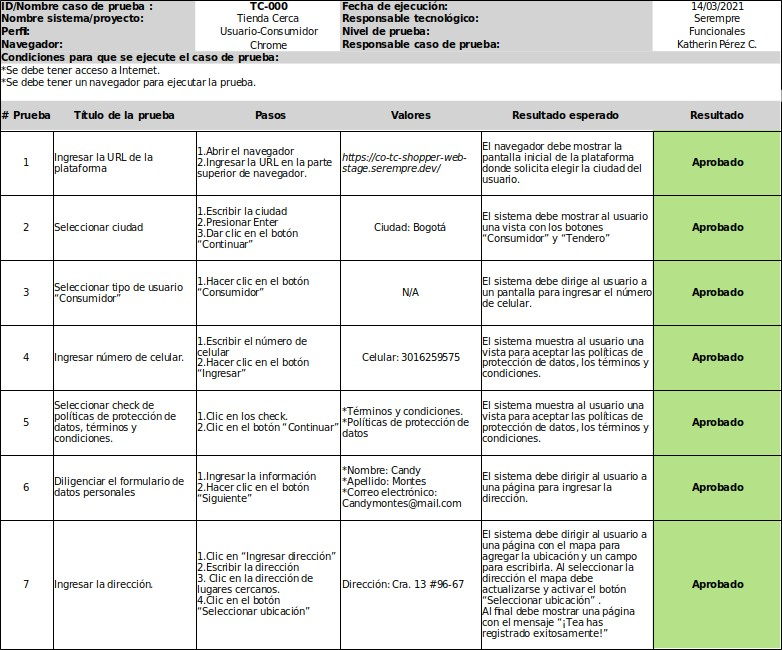 ID/Nombre caso de prueba : TC-000 Fecha de ejecución: 14/03/2021
Nombre sistema/proyecto: Tienda Cerca Responsable tecnológico: Serempre
Perfil: Usuario-Consumidor Nivel de prueba: Funcionales
Navegador: Chrome Responsable caso de prueba: Katherin Pérez C.
Condiciones para que se ejecute el caso de prueba:
*Se debe tener acceso a Internet.
*Se debe tener un navegador para ejecutar la prueba.
# Prueba Título de la prueba Pasos Valores Resultado esperado Resultado
1
Ingresar la URL de la
plataforma
1.Abrir el navegador
2.Ingresar la URL en la parte
superior de navegador.
https://co-tc-shopper-web-
stage.serempre.dev/
El navegador debe mostrar la
pantalla inicial de la plataforma
donde solicita elegir la ciudad del
usuario.
Aprobado
2
Seleccionar ciudad
1.Escribir la ciudad
2.Presionar Enter
3.Dar clic en el botón
“Continuar”
Ciudad: Bogotá
El sistema debe mostrar al usuario
una vista con los botones
“Consumidor” y “Tendero”
Aprobado
3
Seleccionar tipo de usuario
“Consumidor”
1.Hacer clic en el botón
“Consumidor”
N/A
El sistema debe dirige al usuario a
un pantalla para ingresar el número
de celular.
Aprobado
4
Ingresar número de celular.
1.Escribir el número de
celular
2.Hacer clic en el botón
“Ingresar”
Celular: 3016259575
El sistema muestra al usuario una
vista para aceptar las políticas de
protección de datos, los términos y
condiciones.
Aprobado
5
Seleccionar check de
políticas de protección de
datos, términos y
condiciones.
1.Clic en los check.
2.Clic en el botón “Continuar”
*Términos y condiciones.
*Políticas de protección de
datos
El sistema muestra al usuario una
vista para aceptar las políticas de
protección de datos, los términos y
condiciones.
Aprobado
6
Diligenciar el formulario de
datos personales
1.Ingresar la información
2.Hacer clic en el botón
“Siguiente”
*Nombre: Candy
*Apellido: Montes
*Correo electrónico:
Candymontes@mail.com
El sistema debe dirigir al usuario a
una página para ingresar la
dirección.
Aprobado
7
Ingresar la dirección.
1.Clic en “Ingresar dirección”
2.Escribir la dirección
3. Clic en la dirección de
lugares cercanos.
4.Clic en el botón
“Seleccionar ubicación”
Dirección: Cra. 13 #96-67
El sistema debe dirigir al usuario a
una página con el mapa para
agregar la ubicación y un campo
para escribirla. Al seleccionar la
dirección el mapa debe
actualizarse y activar el botón
“Seleccionar ubicación” .
Al final debe mostrar una página
con el mensaje “¡Tea has
registrado exitosamente!”
Aprobado